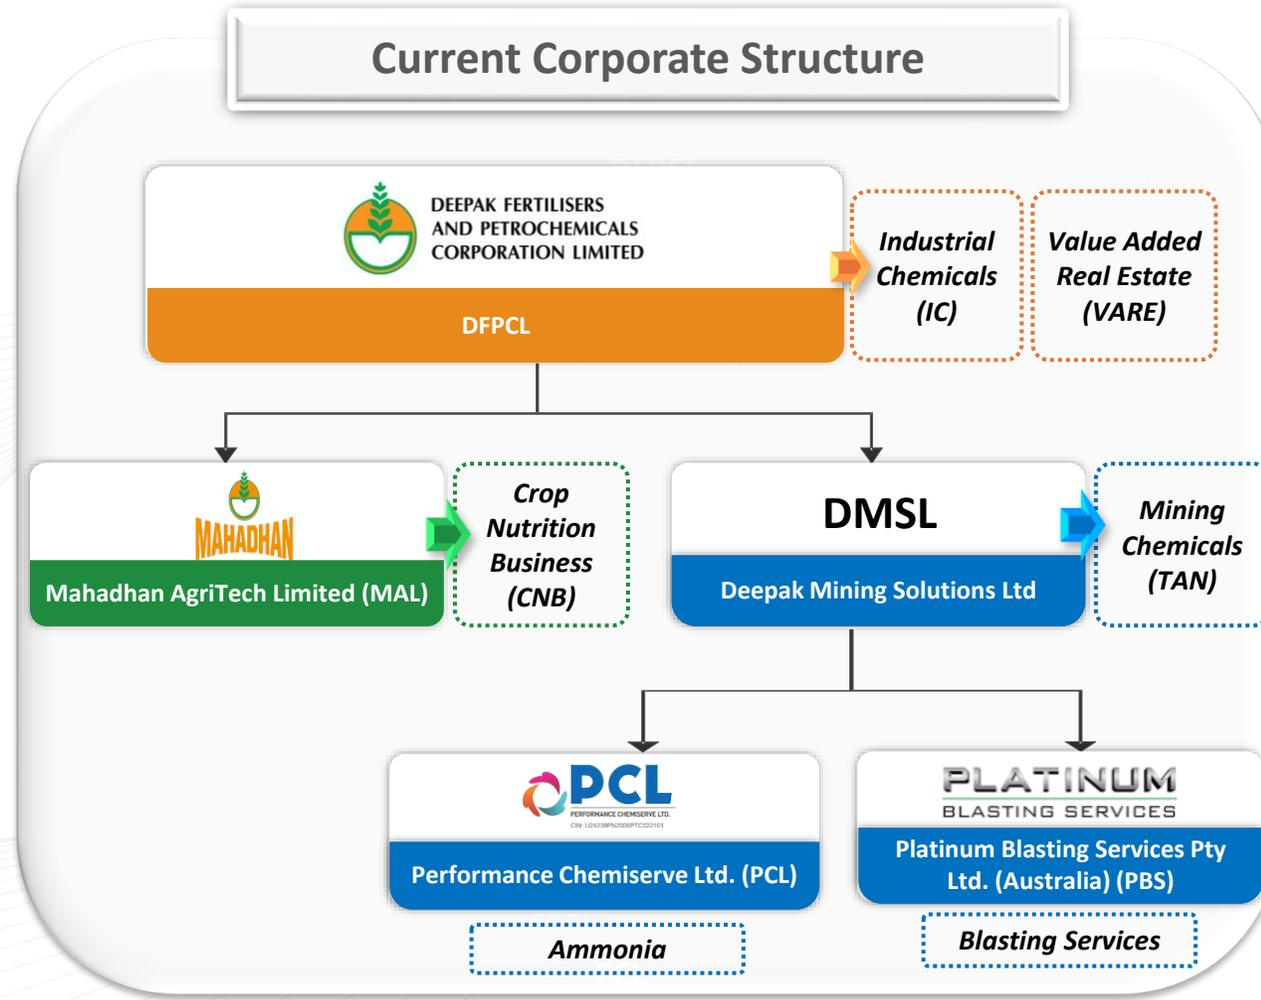 Current Corporate Structure
DEEPAK FERTILISERS
AND PETROCHEMICALS
CORPORATION LIMITED
DFPCL
Industrial
Chemicals
(IC)
Value Added
Real Estate
(VARE)
MAHADHAN
Mahadhan AgriTech Limited (MAL)
Crop
Nutrition
Business
(CNB)
DMSL
Deepak Mining Solutions Ltd
Mining
Chemicals
(TAN)
PCL
PERFORMANCE CHEMISERVE LTD.
CIN: U24239PN2006PTC022101
Performance Chemiserve Ltd. (PCL)
Ammonia
PLATINUM
BLASTING SERVICES
Platinum Blasting Services Pty
Ltd. (Australia) (PBS)
Blasting Services